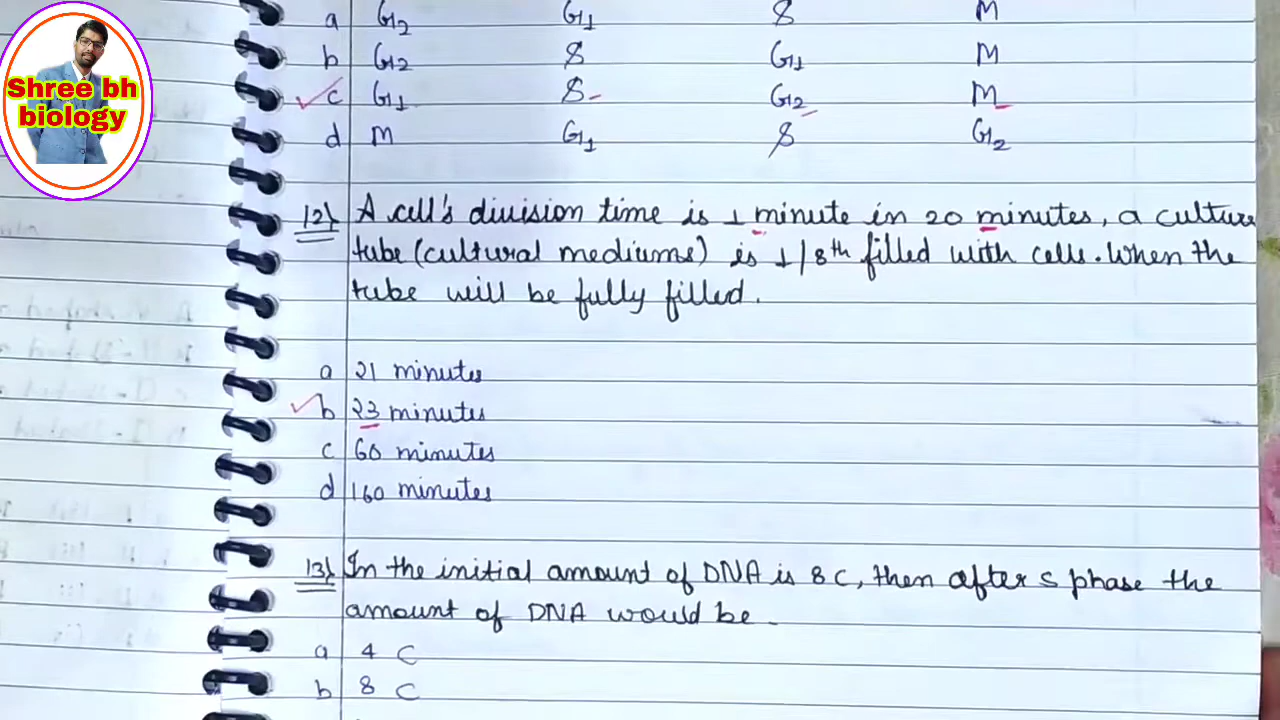 Shree bh
biology
a G2 G1 S M
b G2 S G1 M
c G1 S G2 M
d M G1 S G2
12} A cell's division time is 1 minute in 20 minutes, a culture
tube (cultural mediums) is 1/8th filled with cells. When the
tube will be fully filled.
a 21 minutes
b 23 minutes
c 60 minutes
d 160 minutes
13} In the initial amount of DNA is 8 C, then after S phase the
amount of DNA would be -
a 4 C
b 8 C